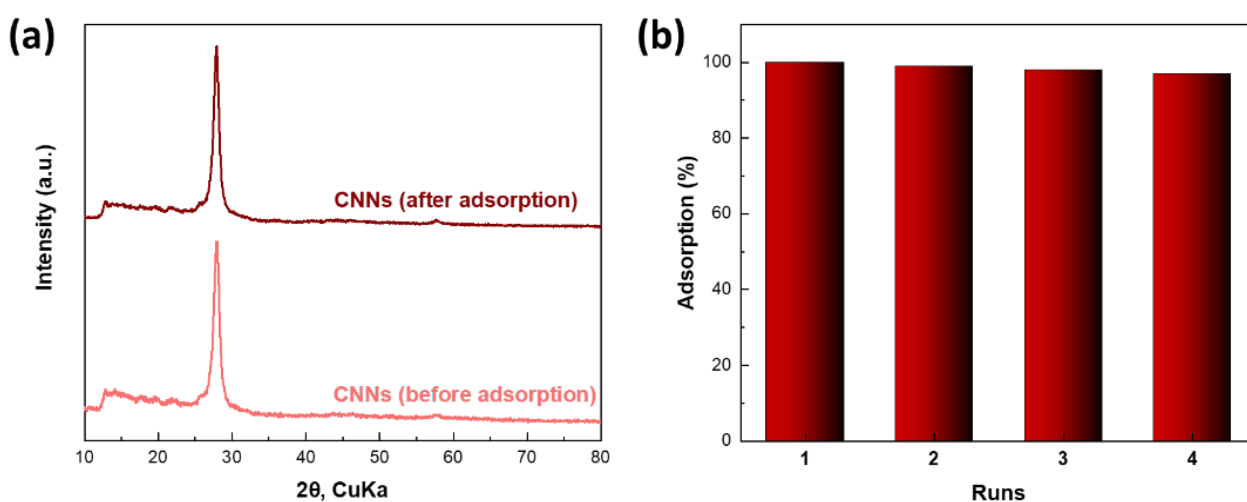 (a)
Intensity (a.u.)
CNNs (after adsorption)
CNNs (before adsorption)
10 20 30 40 50 60 70 80
2θ, CuKa
(b)
Adsorption (%)
100
80
60
40
20
0
1 2 3 4
Runs